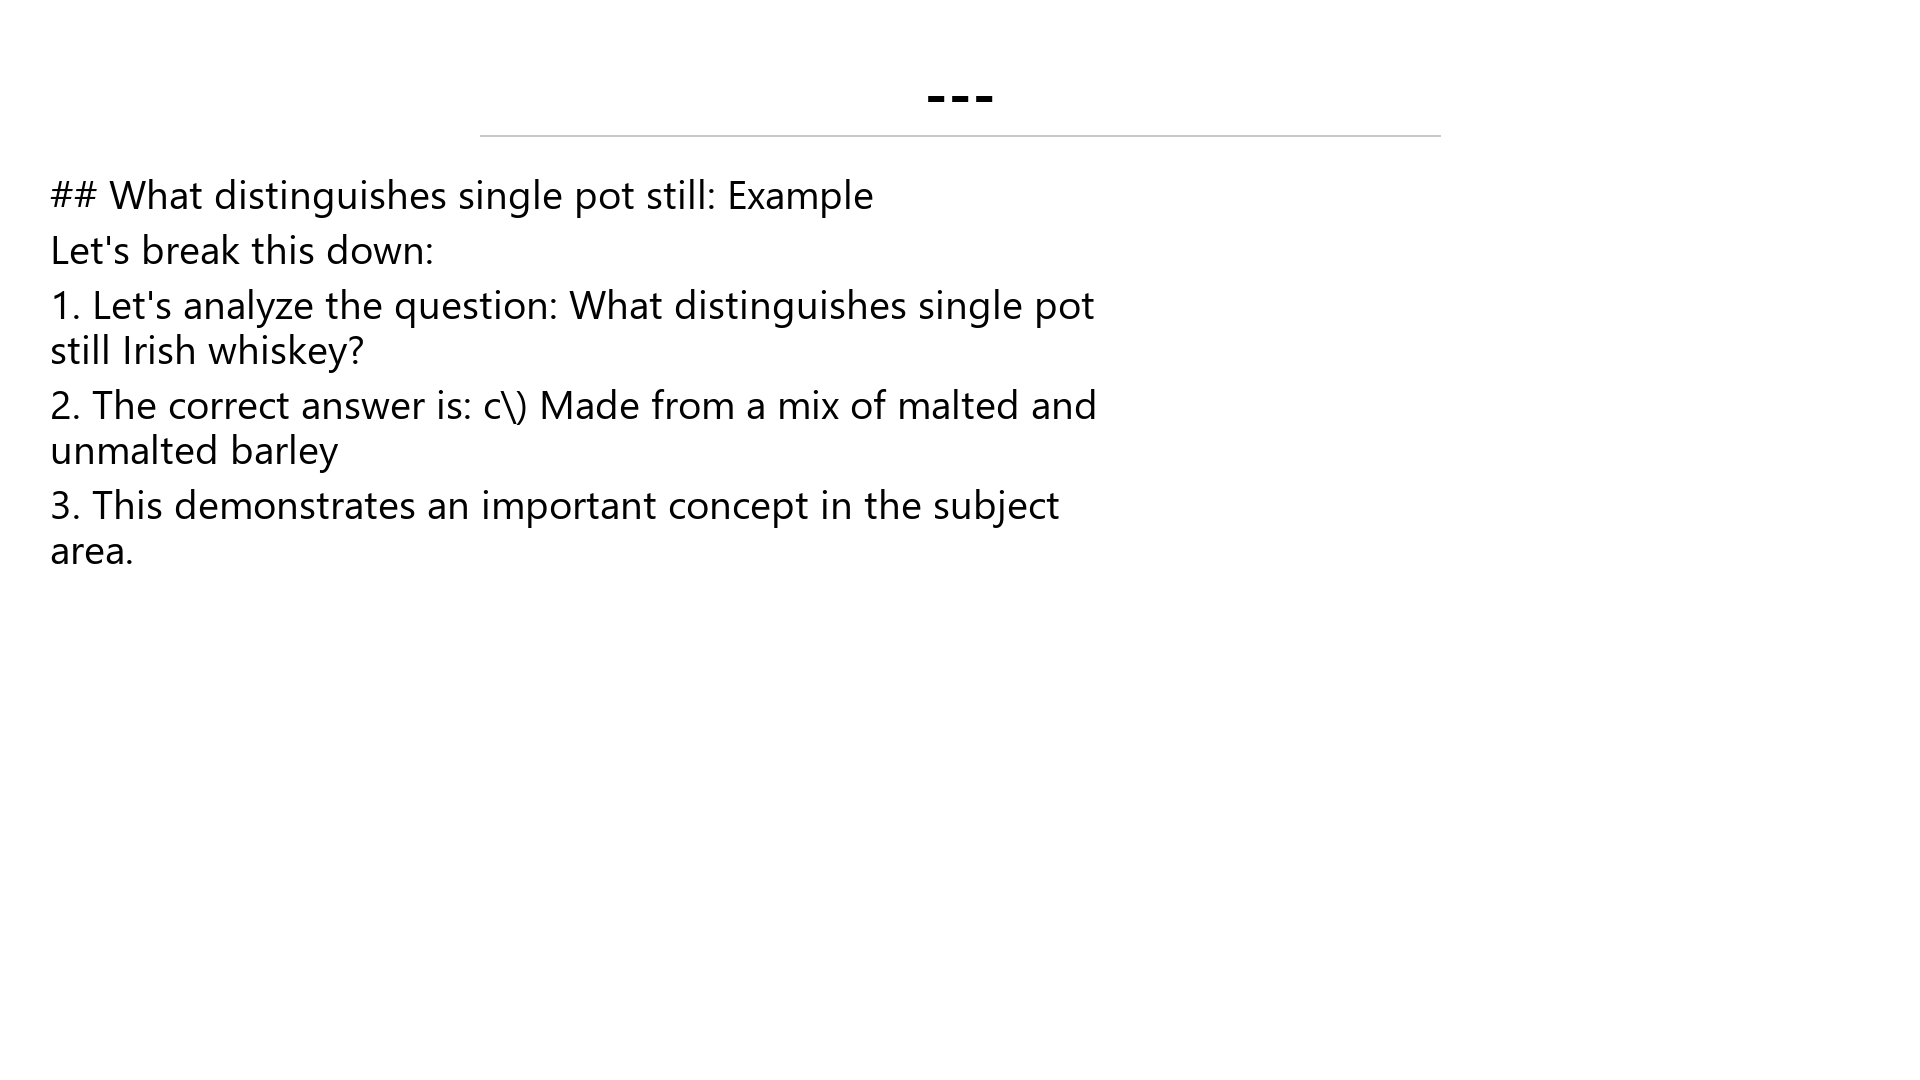 ---
## What distinguishes single pot still: Example
Let's break this down:
1. Let's analyze the question: What distinguishes single pot
still Irish whiskey?
2. The correct answer is: c\) Made from a mix of malted and
unmalted barley
3. This demonstrates an important concept in the subject
area.